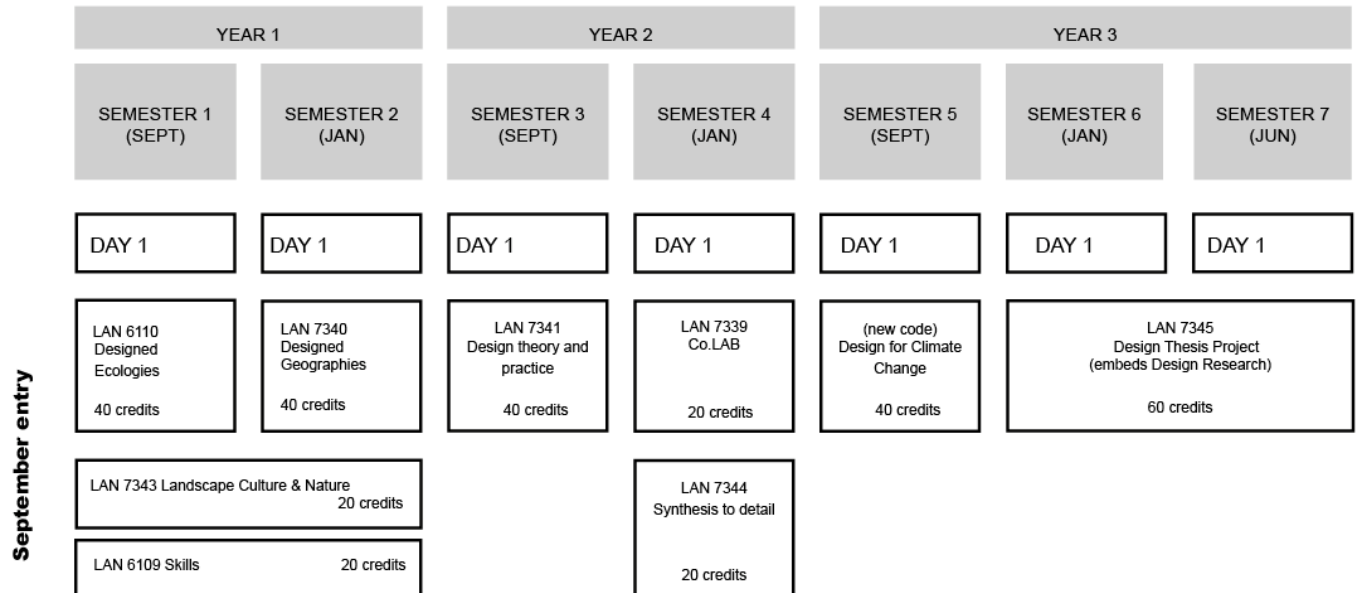 YEAR 1
YEAR 2
YEAR 3
SEMESTER 1
(SEPT)
SEMESTER 2
(JAN)
SEMESTER 3
(SEPT)
SEMESTER 4
(JAN)
SEMESTER 5
(SEPT)
SEMESTER 6
(JAN)
SEMESTER 7
(JUN)
DAY 1
DAY 1
DAY 1
DAY 1
DAY 1
DAY 1
DAY 1
September entry
LAN 6110
Designed
Ecologies
40 credits
LAN 7340
Designed
Geographies
40 credits
LAN 7341
Design theory and
practice
40 credits
LAN 7339
Co.LAB
20 credits
(new code)
Design for Climate
Change
40 credits
LAN 7345
Design Thesis Project
(embeds Design Research)
60 credits
LAN 7343 Landscape Culture & Nature
20 credits
LAN 7344
Synthesis to detail
20 credits
LAN 6109 Skills 20 credits